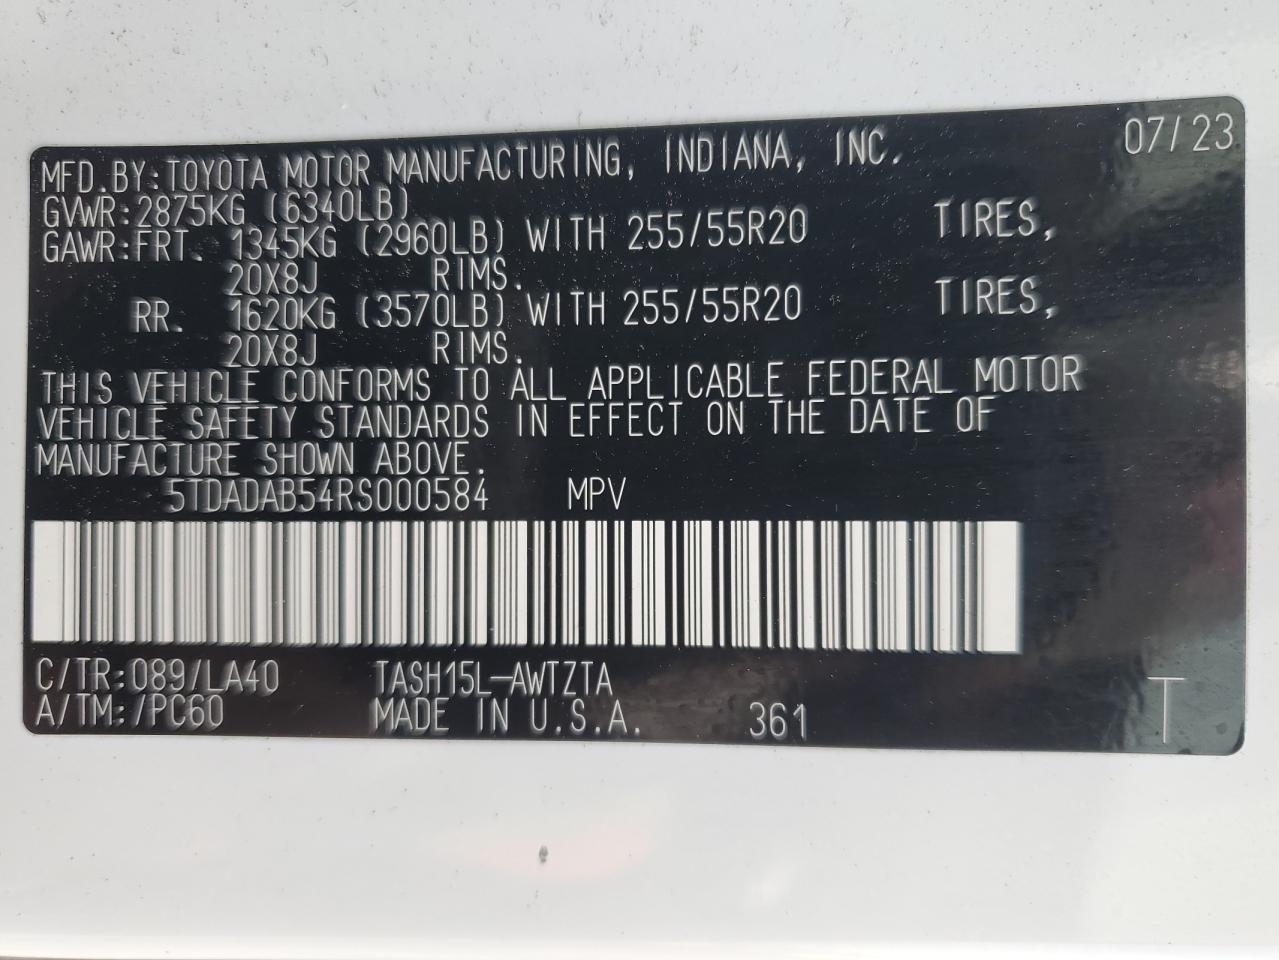 MFD.BY:TOYOTA MOTOR MANUFACTURING, INDIANA, INC. 07/23
GVWR:2875KG (6340LB)
GAWR:FRT. 1345KG (2960LB) WITH 255/55R20 TIRES,
20X8J RIMS.
RR. 1620KG (3570LB) WITH 255/55R20 TIRES,
20X8J RIMS.
THIS VEHICLE CONFORMS TO ALL APPLICABLE FEDERAL MOTOR
VEHICLE SAFETY STANDARDS IN EFFECT ON THE DATE OF
MANUFACTURE SHOWN ABOVE.
5TDADAB54RS000584 MPV
C/TR:089/LA40 TASH15L-AWTZTA
A/TM:/PC60 MADE IN U.S.A. 361 T